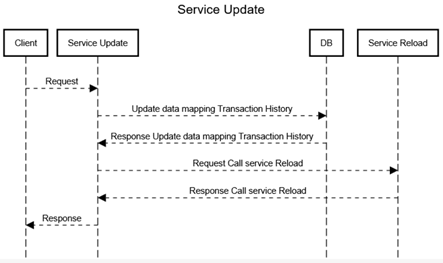 Service Update
Client
Service Update
DB
Service Reload
Request
Update data mapping Transaction History
Response Update data mapping Transaction History
Request Call service Reload
Response Call service Reload
Response